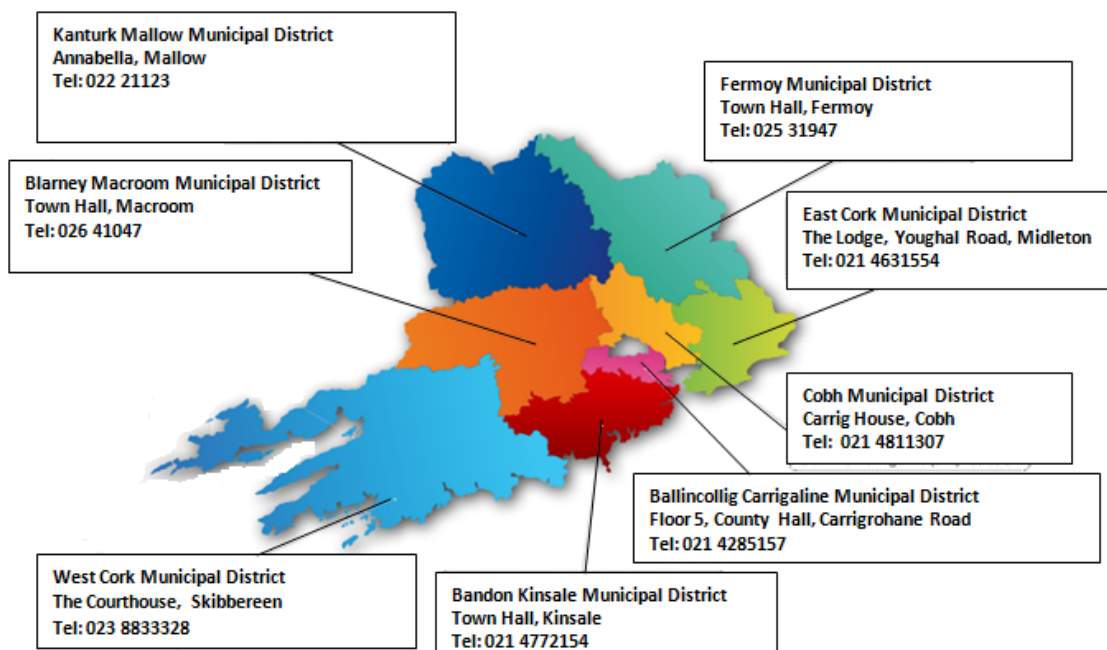 Kanturk Mallow Municipal District
Annabella, Mallow
Tel: 022 21123
Fermoy Municipal District
Town Hall, Fermoy
Tel: 025 31947
Blarney Macroom Municipal District
Town Hall, Macroom
Tel: 026 41047
East Cork Municipal District
The Lodge, Youghal Road, Midleton
Tel: 021 4631554
Cobh Municipal District
Carrig House, Cobh
Tel: 021 4811307
Ballincollig Carrigaline Municipal District
Floor 5, County Hall, Carrigrohane Road
Tel: 021 4285157
West Cork Municipal District
The Courthouse, Skibbereen
Tel: 023 8833328
Bandon Kinsale Municipal District
Town Hall, Kinsale
Tel: 021 4772154